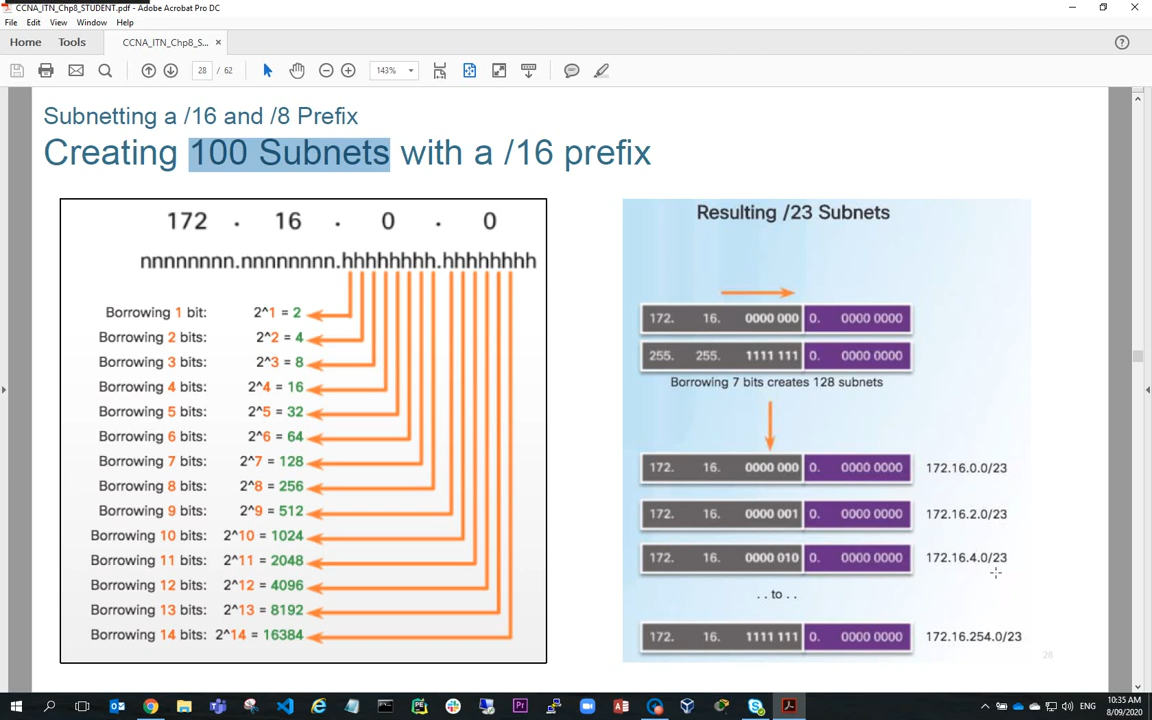 CCNA_ITN_Chp8_STUDENT.pdf - Adobe Acrobat Pro DC
File Edit View Window Help
Home Tools CCNA_ITN_Chp8_S... ×
28 / 62 143%
Subnetting a /16 and /8 Prefix
Creating 100 Subnets with a /16 prefix
172 . 16 . 0 . 0
nnnnnnnn.nnnnnnnn.hhhhhhhh.hhhhhhhh
Borrowing 1 bit: 2^1 = 2
Borrowing 2 bits: 2^2 = 4
Borrowing 3 bits: 2^3 = 8
Borrowing 4 bits: 2^4 = 16
Borrowing 5 bits: 2^5 = 32
Borrowing 6 bits: 2^6 = 64
Borrowing 7 bits: 2^7 = 128
Borrowing 8 bits: 2^8 = 256
Borrowing 9 bits: 2^9 = 512
Borrowing 10 bits: 2^10 = 1024
Borrowing 11 bits: 2^11 = 2048
Borrowing 12 bits: 2^12 = 4096
Borrowing 13 bits: 2^13 = 8192
Borrowing 14 bits: 2^14 = 16384
Resulting /23 Subnets
172. 16. 0000 000 0. 0000 0000
255. 255. 1111 111 0. 0000 0000
Borrowing 7 bits creates 128 subnets
172. 16. 0000 000 0. 0000 0000 172.16.0.0/23
172. 16. 0000 001 0. 0000 0000 172.16.2.0/23
172. 16. 0000 010 0. 0000 0000 172.16.4.0/23
. . to . .
172. 16. 1111 111 0. 0000 0000 172.16.254.0/23
28
10:35 AM
8/09/2020